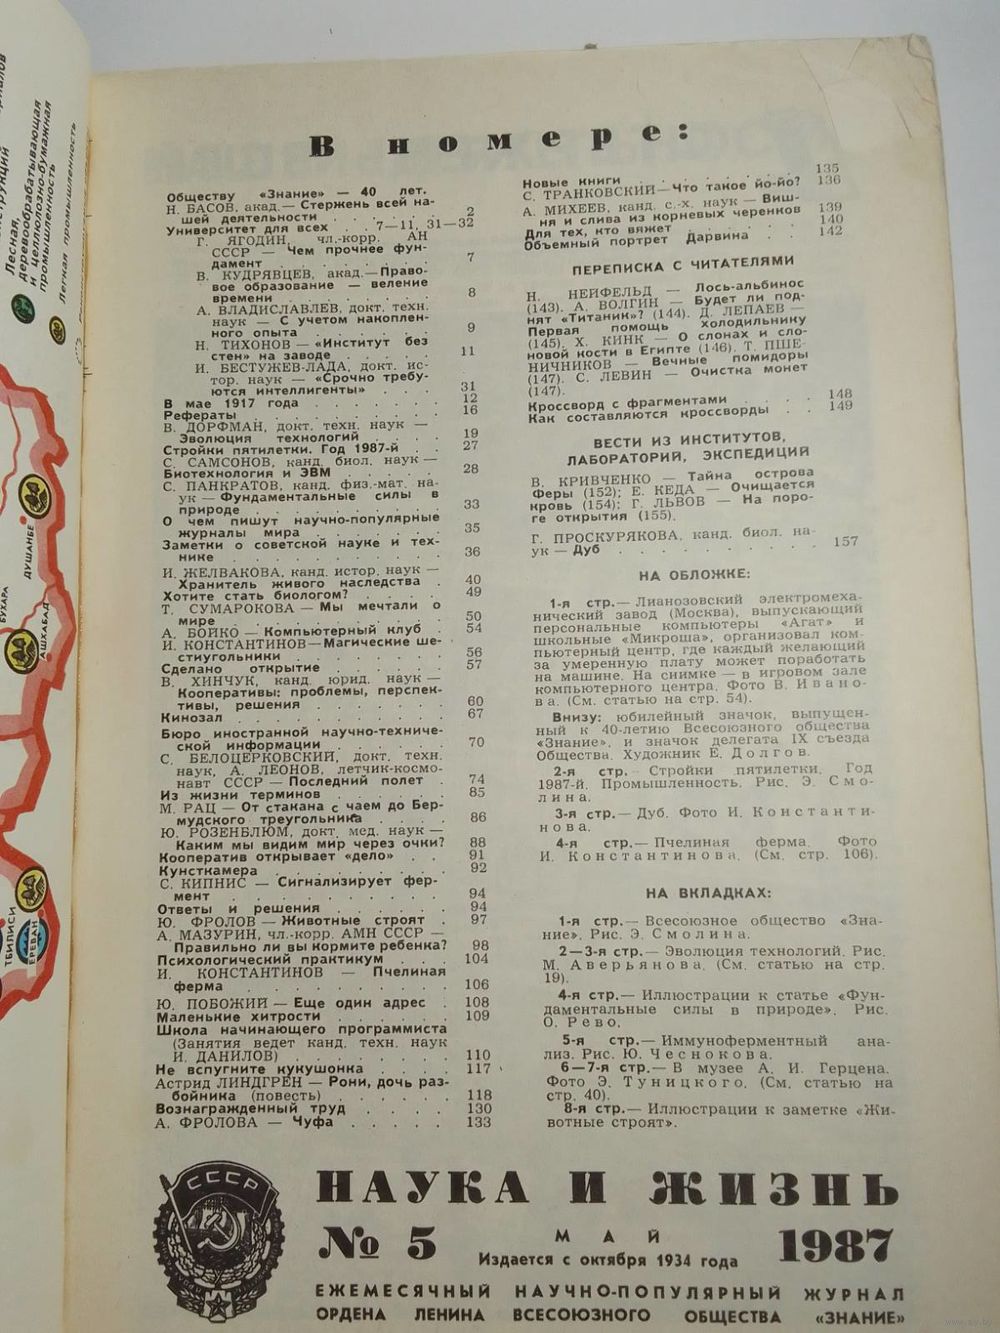 В номере:
Обществу «Знание» — 40 лет.
Н. БАСОВ, акад.— Стержень всей на-
шей деятельности . . . . . . 2
Университет для всех . . 7—11, 31—32
Г. ЯГОДИН, чл.-корр. АН
СССР — Чем прочнее фун-
дамент . . . . . . 7
В. КУДРЯВЦЕВ, акад.—Право-
вое образование — веление
времени . . . . . . 8
А. ВЛАДИСЛАВЛЕВ, докт. техн.
наук — С учетом накоплен-
ного опыта . . . . . 9
Н. ТИХОНОВ — «Институт без
стен» на заводе . . . . . 11
И. БЕСТУЖЕВ-ЛАДА, докт. ис-
тор. наук — «Срочно требу-
ются интеллигенты» . . . 31
В мае 1917 года . . . . . . 12
Рефераты . . . . . . . . 16
В. ДОРФМАН, докт. техн. наук —
Эволюция технологий . . . 19
Стройки пятилетки. Год 1987-й . . 27
С. САМСОНОВ, канд. биол. наук —
Биотехнология и ЭВМ . . . . 28
С. ПАНКРАТОВ, канд. физ.-мат. на-
ук — Фундаментальные силы в
природе . . . . . . . . 33
О чем пишут научно-популярные
журналы мира . . . . . . 35
Заметки о советской науке и тех-
нике . . . . . . . . . 36
И. ЖЕЛВАКОВА, канд. истор. наук —
Хранитель живого наследства . 40
Хотите стать биологом? . . . . 49
Т. СУМАРОКОВА — Мы мечтали о
мире . . . . . . . . . 50
А. БОЙКО — Компьютерный клуб . 54
И. КОНСТАНТИНОВ—Магические ше-
стиугольники . . . . . . . 56
Сделано открытие . . . . . 57
В. ХИНЧУК, канд. юрид. наук —
Кооперативы: проблемы, перспек-
тивы, решения . . . . . . 60
Кинозал . . . . . . . . . 67
Бюро иностранной научно-техниче-
ской информации . . . . . . 70
С. БЕЛОЦЕРКОВСКИЙ, докт. техн.
наук, А. ЛЕОНОВ, летчик-космо-
навт СССР — Последний полет . 74
Из жизни терминов . . . . . 85
М. РАЦ — От стакана с чаем до Бер-
мудского треугольника . . . . 86
Ю. РОЗЕНБЛЮМ, докт. мед. наук —
Каким мы видим мир через очки? 88
Кооператив открывает «дело» . . 91
Кунсткамера . . . . . . . . 92
С. КИПНИС — Сигнализирует фер-
мент . . . . . . . . . 94
Ответы и решения . . . . . . 94
Ю. ФРОЛОВ — Животные строят . 97
А. МАЗУРИН, чл.-корр. АМН СССР —
Правильно ли вы кормите ребенка? 98
Психологический практикум . . . 104
И. КОНСТАНТИНОВ — Пчелиная
ферма . . . . . . . . . 106
Ю. ПОБОЖИЙ — Еще один адрес . 108
Маленькие хитрости . . . . . 109
Школа начинающего программиста
(Занятия ведет канд. техн. наук
И. ДАНИЛОВ) . . . . . . . 110
Не вспугните кукушонка . . . . 117
Астрид ЛИНДГРЕН — Рони, дочь раз-
бойника (повесть) . . . . . . 118
Вознагражденный труд . . . . 130
А. ФРОЛОВА — Чуфа . . . . . 133
Новые книги . . . . . . . . 135
С. ТРАНКОВСКИЙ—Что такое йо-йо? 136
А. МИХЕЕВ, канд. с.-х. наук — Виш-
ня и слива из корневых черенков 139
Для тех, кто вяжет . . . . . 140
Объемный портрет Дарвина . . . 142
ПЕРЕПИСКА С ЧИТАТЕЛЯМИ
Н. НЕЙФЕЛЬД — Лось-альбинос
(143). А. ВОЛГИН — Будет ли под-
нят «Титаник»? (144). Д. ЛЕПАЕВ —
Первая помощь холодильнику
(145). Х. КИНК — О слонах и сло-
новой кости в Египте (146). Т. ПШЕ-
НИЧНИКОВ — Вечные помидоры
(147). С. ЛЕВИН — Очистка монет
(147).
Кроссворд с фрагментами . . . . 148
Как составляются кроссворды . . 149
ВЕСТИ ИЗ ИНСТИТУТОВ,
ЛАБОРАТОРИЙ, ЭКСПЕДИЦИЙ
В. КРИВЧЕНКО — Тайна острова
Феры (152); Е. КЕДА — Очищается
кровь (154); Г. ЛЬВОВ — На поро-
ге открытия (155).
Г. ПРОСКУРЯКОВА, канд. биол. на-
ук — Дуб . . . . . . . . 157
НА ОБЛОЖКЕ:
1-я стр.— Лианозовский электромеха-
нический завод (Москва), выпускающий
персональные компьютеры «Агат» и
школьные «Микроша», организовал ком-
пьютерный центр, где каждый желающий
за умеренную плату может поработать
на машине. На снимке — в игровом зале
компьютерного центра. Фото В. Ивано-
ва. (См. статью на стр. 54).
Внизу: юбилейный значок, выпущен-
ный к 40-летию Всесоюзного общества
«Знание», и значок делегата IX съезда
Общества. Художник Е. Долгов.
2-я стр. — Стройки пятилетки. Год
1987-й. Промышленность. Рис. Э. Смо-
лина.
3-я стр.— Дуб. Фото И. Константи-
нова.
4-я стр.— Пчелиная ферма. Фото
И. Константинова. (См. стр. 106).
НА ВКЛАДКАХ:
1-я стр.— Всесоюзное общество «Зна-
ние». Рис. Э. Смолина.
2—3-я стр.— Эволюция технологий. Рис.
М. Аверьянова. (См. статью на стр.
19).
4-я стр.— Иллюстрации к статье «Фун-
даментальные силы в природе». Рис.
О. Рево.
5-я стр.— Иммуноферментный ана-
лиз. Рис. Ю. Чеснокова.
6—7-я стр.— В музее А. И. Герцена.
Фото Э. Туницкого. (См. статью на
стр. 40).
8-я стр.— Иллюстрации к заметке «Жи-
вотные строят».
СССР
НАУКА И ЖИЗНЬ
№ 5 МАЙ 1987
Издается с октября 1934 года
ЕЖЕМЕСЯЧНЫЙ НАУЧНО-ПОПУЛЯРНЫЙ ЖУРНАЛ
ОРДЕНА ЛЕНИНА ВСЕСОЮЗНОГО ОБЩЕСТВА «ЗНАНИЕ»
Лесная,
деревообрабатывающая
и целлюлозно-бумажная
промышленность
Легкая промышленность
ДУШАНБЕ
БУХАРА
АШХАБАД
ТБИЛИСИ
ЕРЕВАН